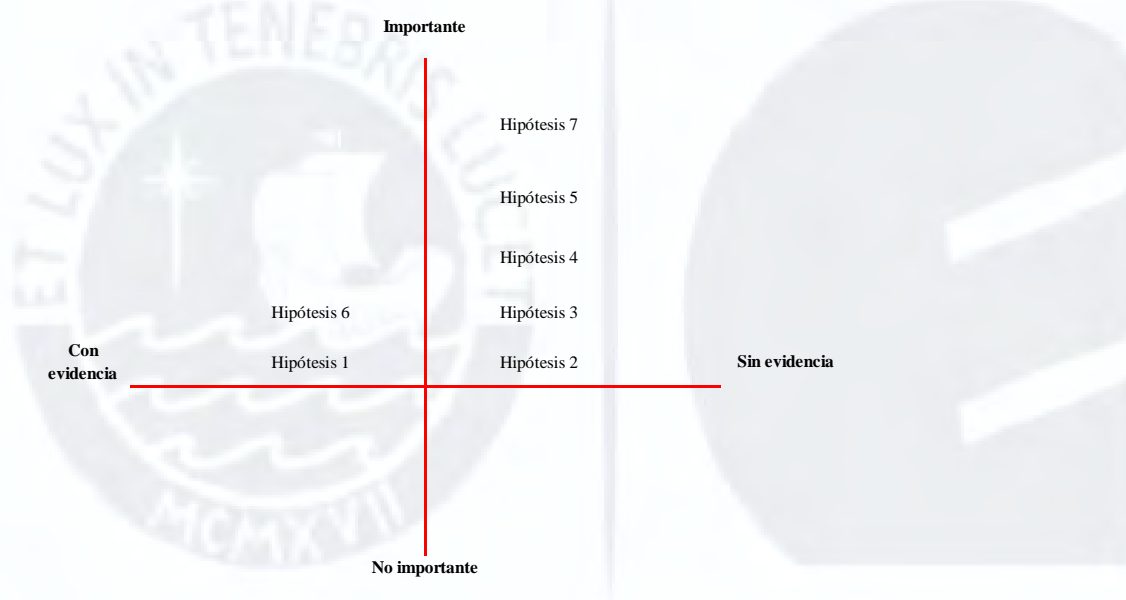 Importante
Hipótesis 7
Hipótesis 5
Hipótesis 4
Hipótesis 6
Hipótesis 3
Con
evidencia
Hipótesis 1
Hipótesis 2
Sin evidencia
No importante
ET LUX IN TENEBRIS LUCET
MCMXVII